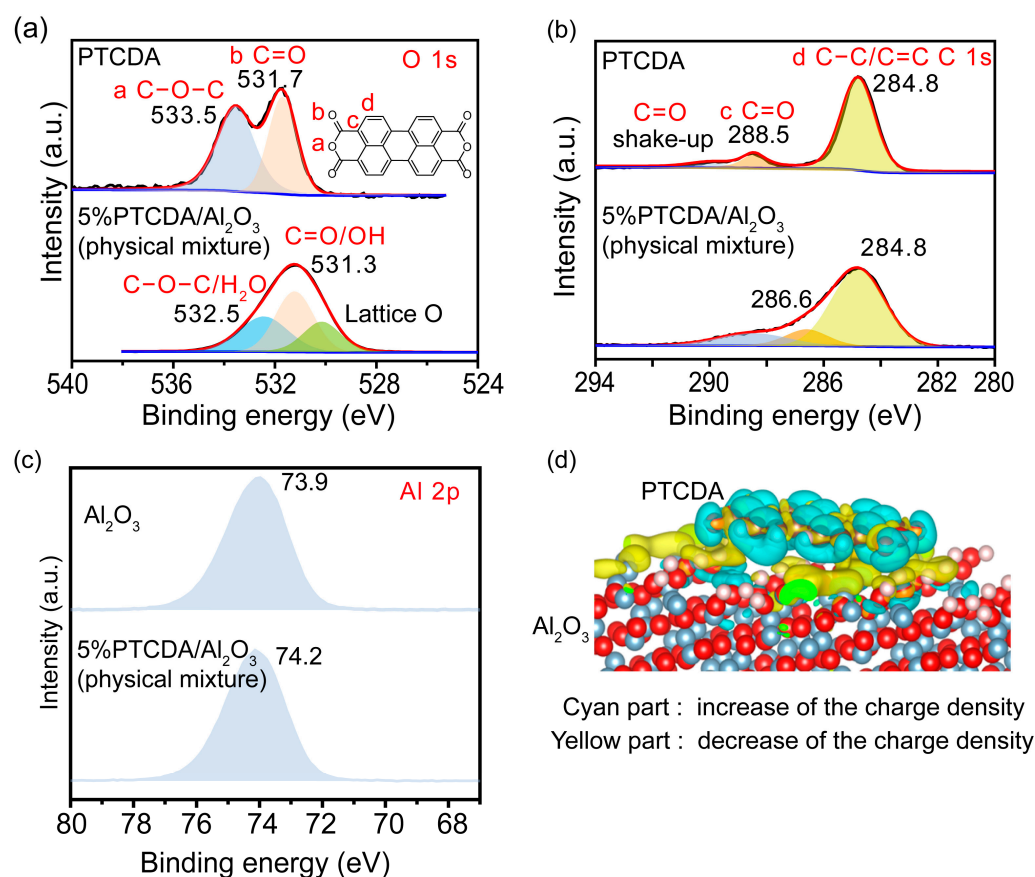 (a)
PTCDA
b C=O
O 1s
531.7
a C−O−C
533.5
b
d
c
a
O
O
O
O
O
O
5%PTCDA/Al₂O₃
(physical mixture)
C=O/OH
531.3
C−O−C/H₂O
532.5
Lattice O
Intensity (a.u.)
540 536 532 528 524
Binding energy (eV)
(b)
PTCDA
d C−C/C=C C 1s
284.8
C=O
shake-up
c C=O
288.5
5%PTCDA/Al₂O₃
(physical mixture)
284.8
286.6
Intensity (a.u.)
294 290 286 282 280
Binding energy (eV)
(c)
73.9
Al 2p
Al₂O₃
5%PTCDA/Al₂O₃
(physical mixture)
74.2
Intensity (a.u.)
80 78 76 74 72 70 68
Binding energy (eV)
(d)
PTCDA
Al₂O₃
Cyan part : increase of the charge density
Yellow part : decrease of the charge density